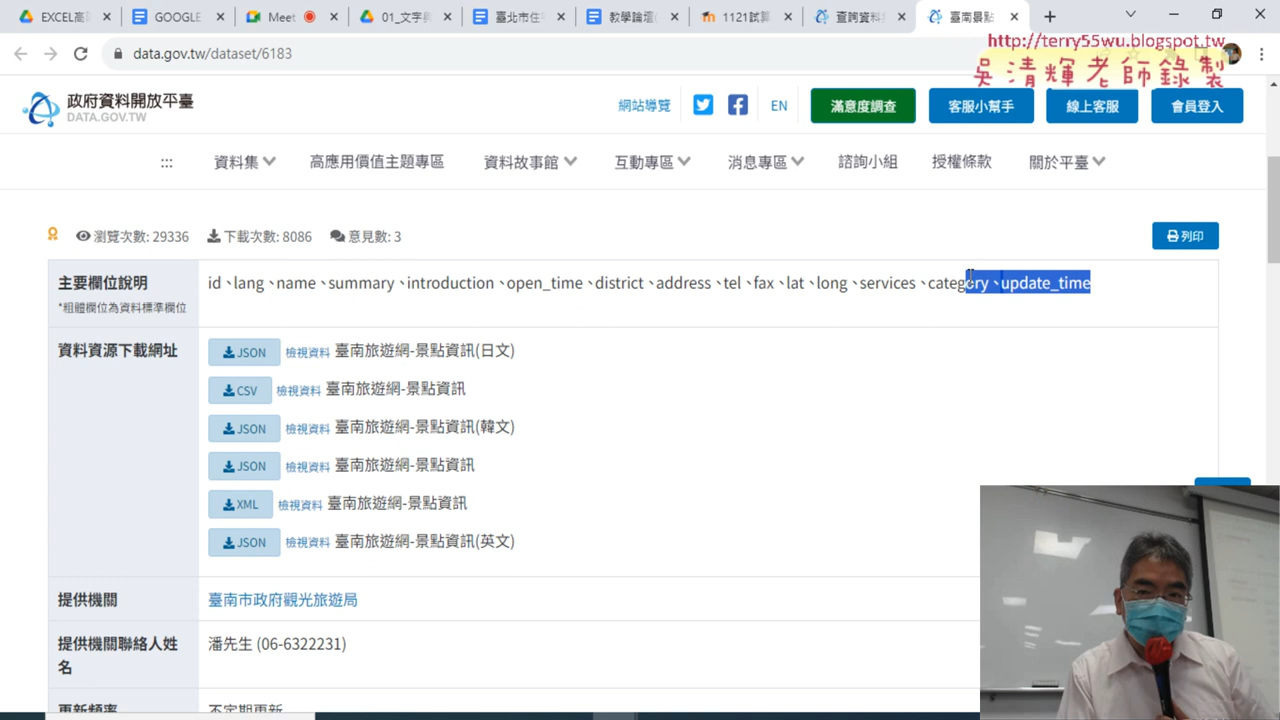 EXCEL高
GOOGLE
Meet
01_文字與
臺北市住
教學論壇(
1121試算
查詢資料
臺南景點
data.gov.tw/dataset/6183
http://terry55wu.blogspot.tw
吳清輝老師錄製
政府資料開放平臺
DATA.GOV.TW
網站導覽
EN
滿意度調查
客服小幫手
線上客服
會員登入
:::
資料集
高應用價值主題專區
資料故事館
互動專區
消息專區
諮詢小組
授權條款
關於平臺
瀏覽次數: 29336
下載次數: 8086
意見數: 3
列印
主要欄位說明
*粗體欄位為資料標準欄位
id、lang、name、summary、introduction、open_time、district、address、tel、fax、lat、long、services、category、update_time
資料資源下載網址
JSON 檢視資料 臺南旅遊網-景點資訊(日文)
CSV 檢視資料 臺南旅遊網-景點資訊
JSON 檢視資料 臺南旅遊網-景點資訊(韓文)
JSON 檢視資料 臺南旅遊網-景點資訊
XML 檢視資料 臺南旅遊網-景點資訊
JSON 檢視資料 臺南旅遊網-景點資訊(英文)
提供機關
臺南市政府觀光旅遊局
提供機關聯絡人姓
名
潘先生 (06-6322231)
更新頻率
不定期更新